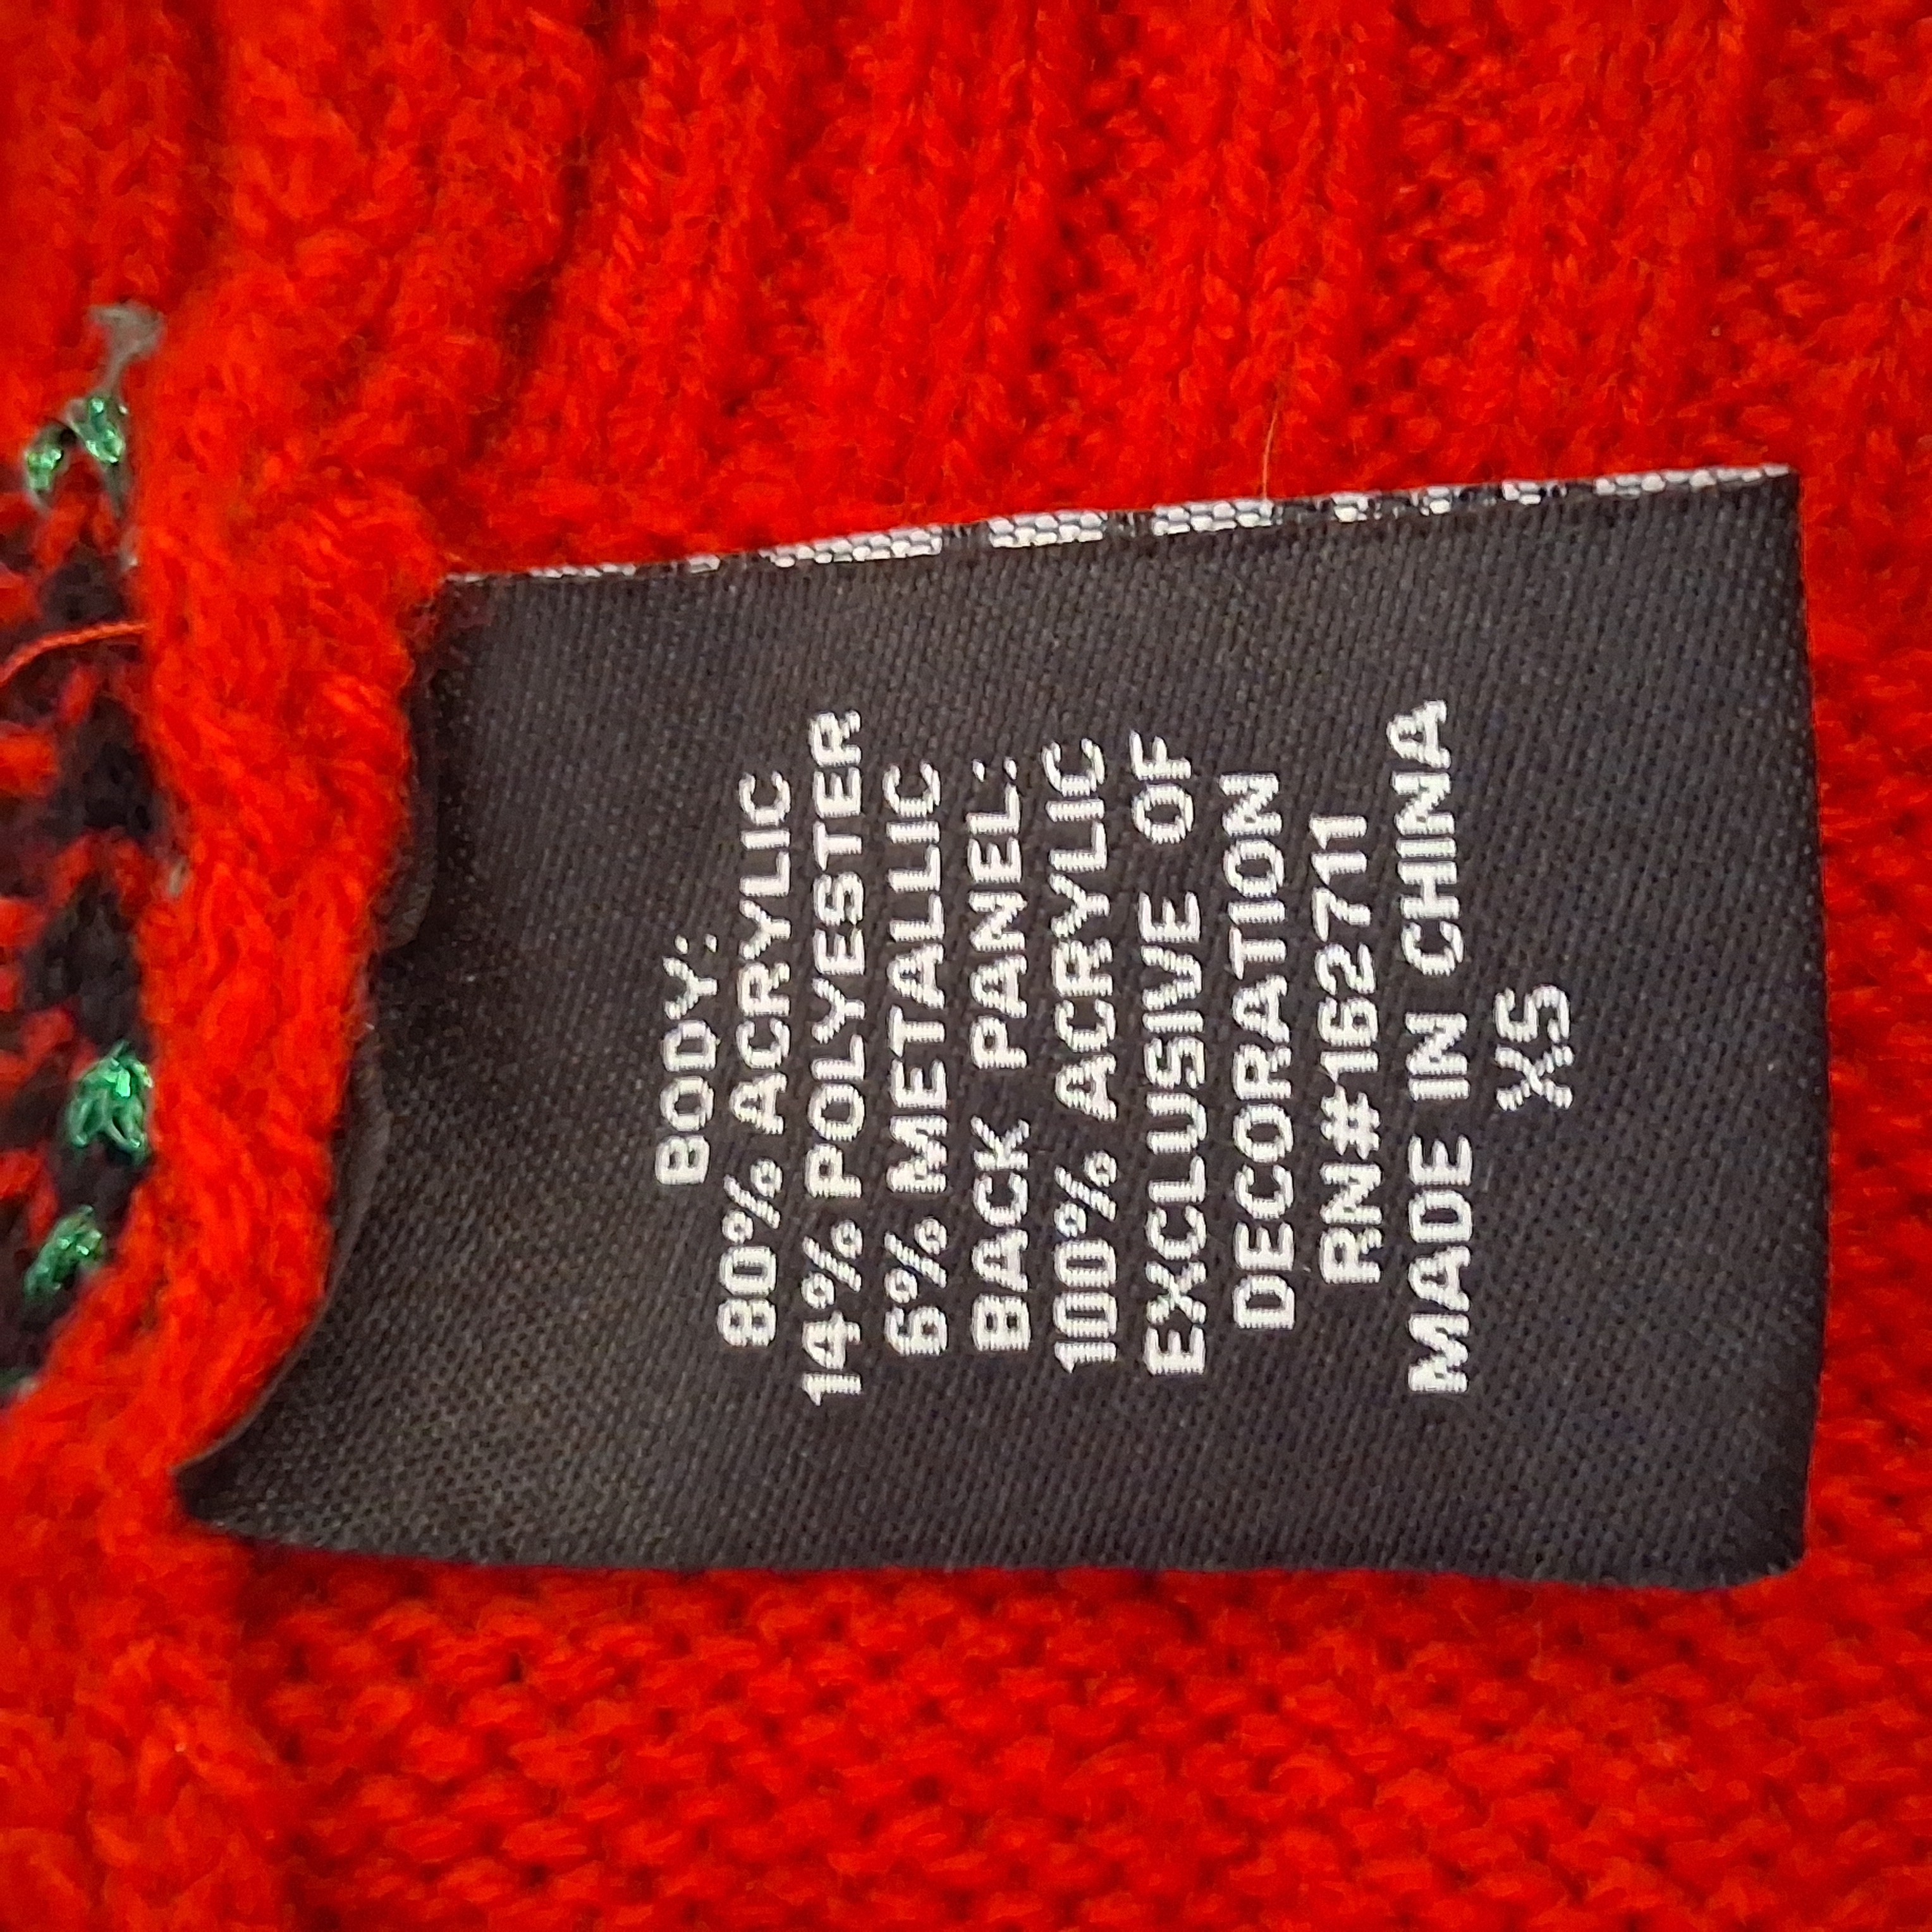 BODY:
80% ACRYLIC
14% POLYESTER
6% METALLIC
BACK PANEL:
100% ACRYLIC
EXCLUSIVE OF
DECORATION
RN#162711
MADE IN CHINA
XS